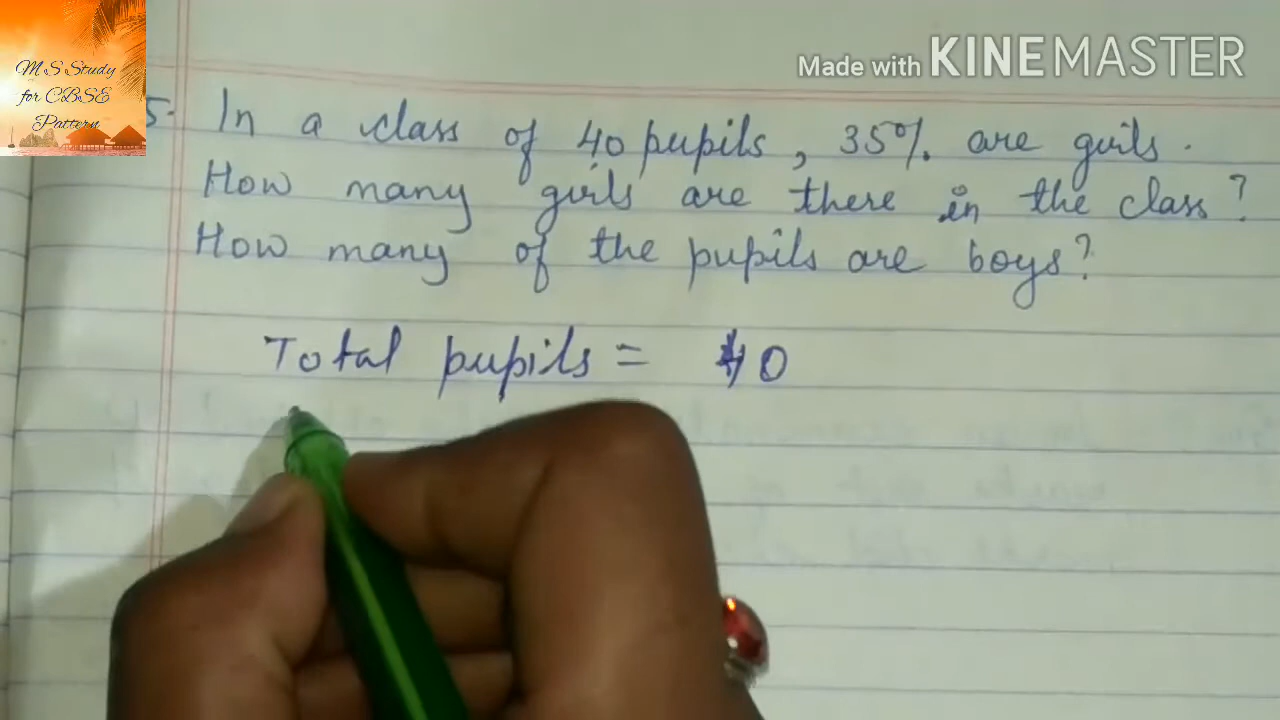 M.S Study
for CBSE
Pattern
Made with KINEMASTER
5. In a class of 40 pupils, 35% are girls.
How many girls are there in the class?
How many of the pupils are boys?
Total pupils = 40